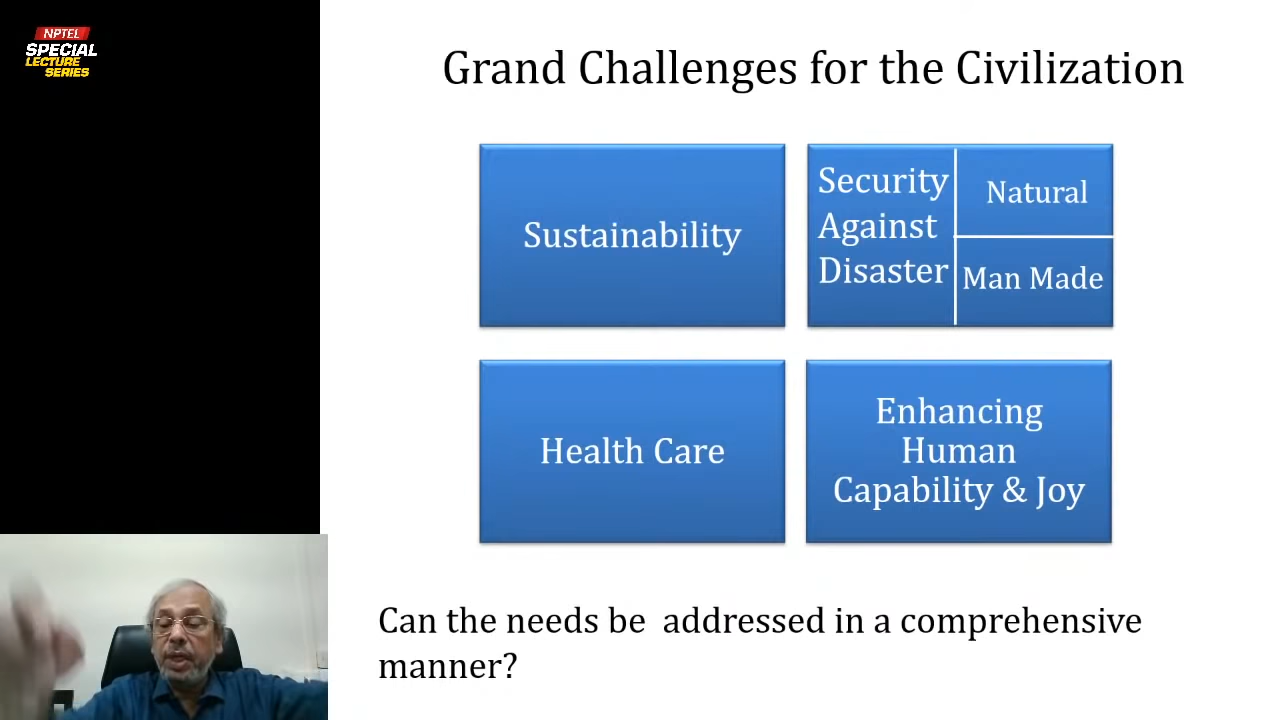 NPTEL
SPECIAL
LECTURE
SERIES
Grand Challenges for the Civilization
Sustainability
Security
Against
Disaster
Natural
Man Made
Health Care
Enhancing
Human
Capability & Joy
Can the needs be  addressed in a comprehensive
manner?